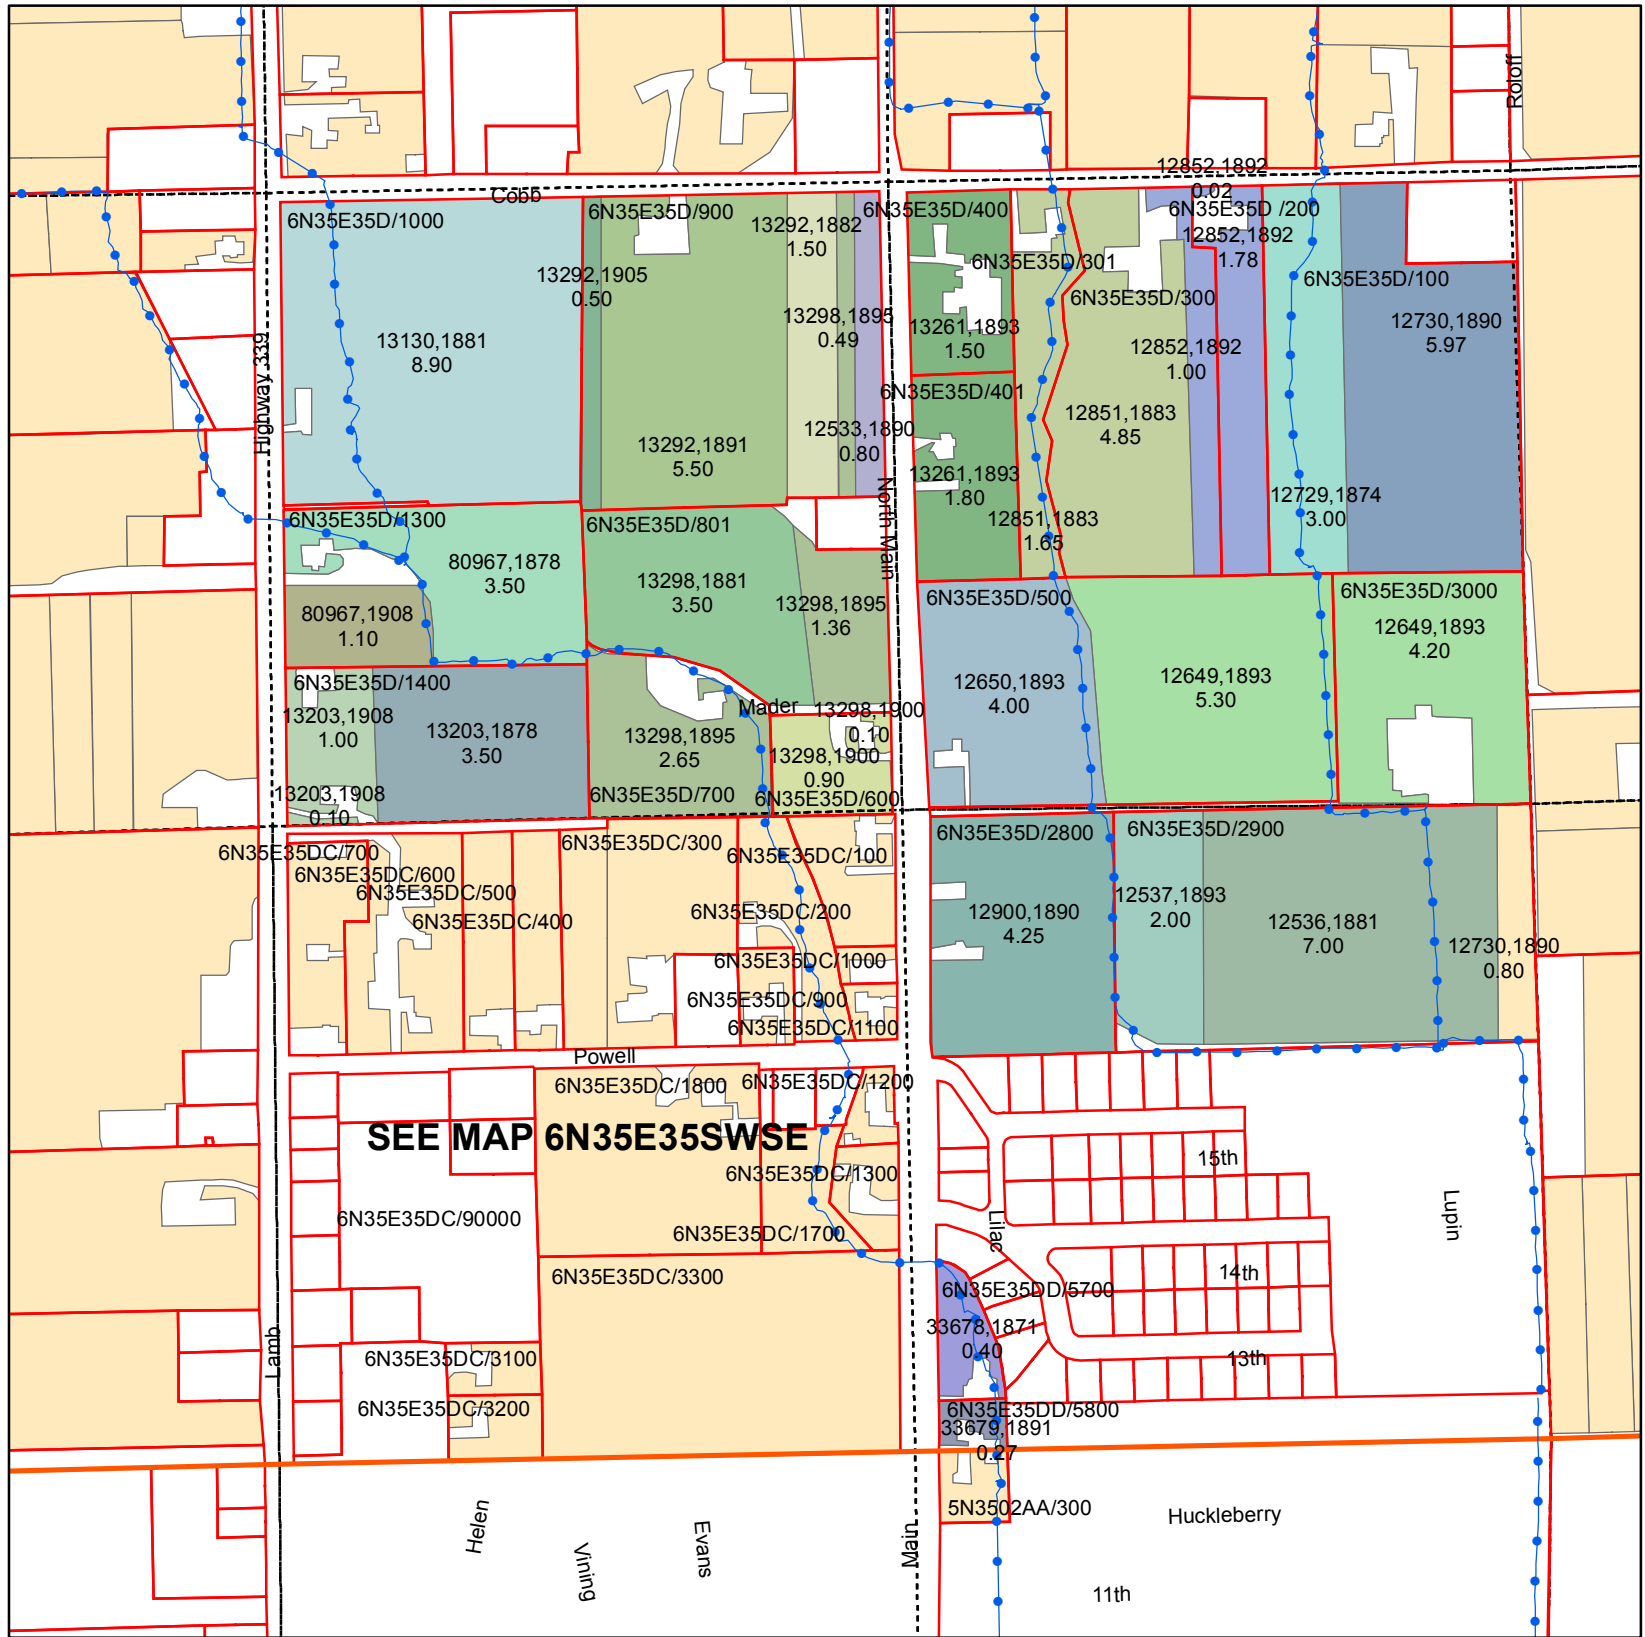 Roloff
Cobb
12852,1892
0.02
6N35E35D/1000
6N35E35D/900
13292,1882
1.50
6N35E35D/400
6N35E35D /200
12852,1892
1.78
13292,1905
0.50
6N35E35D/301
6N35E35D/300
6N35E35D/100
13130,1881
8.90
13298,1895
0.49
13261,1893
1.50
12852,1892
1.00
12730,1890
5.97
Highway 339
6N35E35D/401
12851,1883
4.85
13292,1891
5.50
12533,1890
0.80
13261,1893
1.80
12729,1874
3.00
North Main
6N35E35D/1300
6N35E35D/801
12851,1883
1.65
80967,1878
3.50
13298,1881
3.50
13298,1895
1.36
6N35E35D/500
6N35E35D/3000
80967,1908
1.10
12649,1893
4.20
6N35E35D/1400
12650,1893
4.00
12649,1893
5.30
13203,1908
1.00
13203,1878
3.50
Mader
13298,1900
0.10
13298,1895
2.65
13298,1900
0.90
13203,1908
0.10
6N35E35D/700
6N35E35D/600
6N35E35DC/700
6N35E35DC/300
6N35E35DC/100
6N35E35D/2800
6N35E35D/2900
6N35E35DC/600
6N35E35DC/500
6N35E35DC/400
6N35E35DC/200
12900,1890
4.25
12537,1893
2.00
12536,1881
7.00
12730,1890
0.80
6N35E35DC/1000
6N35E35DC/900
6N35E35DC/1100
Powell
6N35E35DC/1800
6N35E35DC/1200
SEE MAP 6N35E35SWSE
6N35E35DC/1300
15th
6N35E35DC/90000
6N35E35DC/1700
Lilac
Lupin
6N35E35DC/3300
14th
6N35E35DD/5700
33678,1871
0.40
Lamb
6N35E35DC/3100
13th
6N35E35DC/3200
6N35E35DD/5800
33679,1891
0.27
5N3502AA/300
Huckleberry
Helen
Vining
Evans
Main
11th